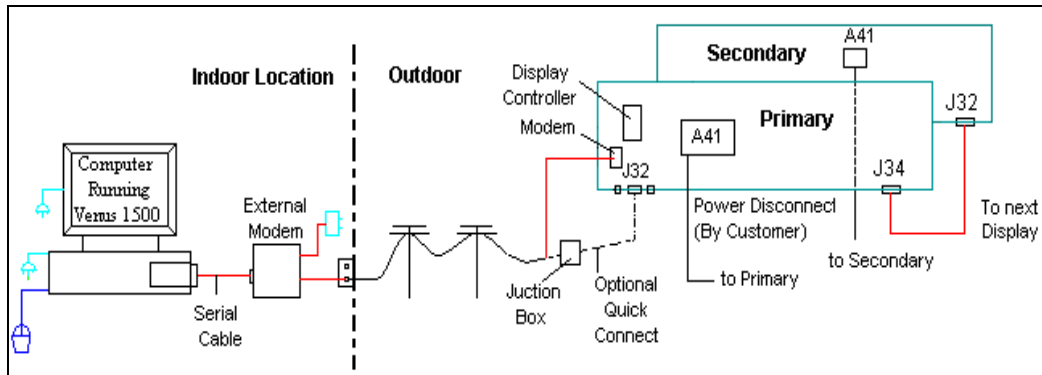 Indoor Location
Outdoor
Computer
Running
Venus 1500
External
Modem
Serial
Cable
Display
Controller
Modem
Juction
Box
Optional
Quick
Connect
Secondary
A41
J32
Primary
A41
J32
J34
Power Disconnect
(By Customer)
to Primary
to Secondary
To next
Display